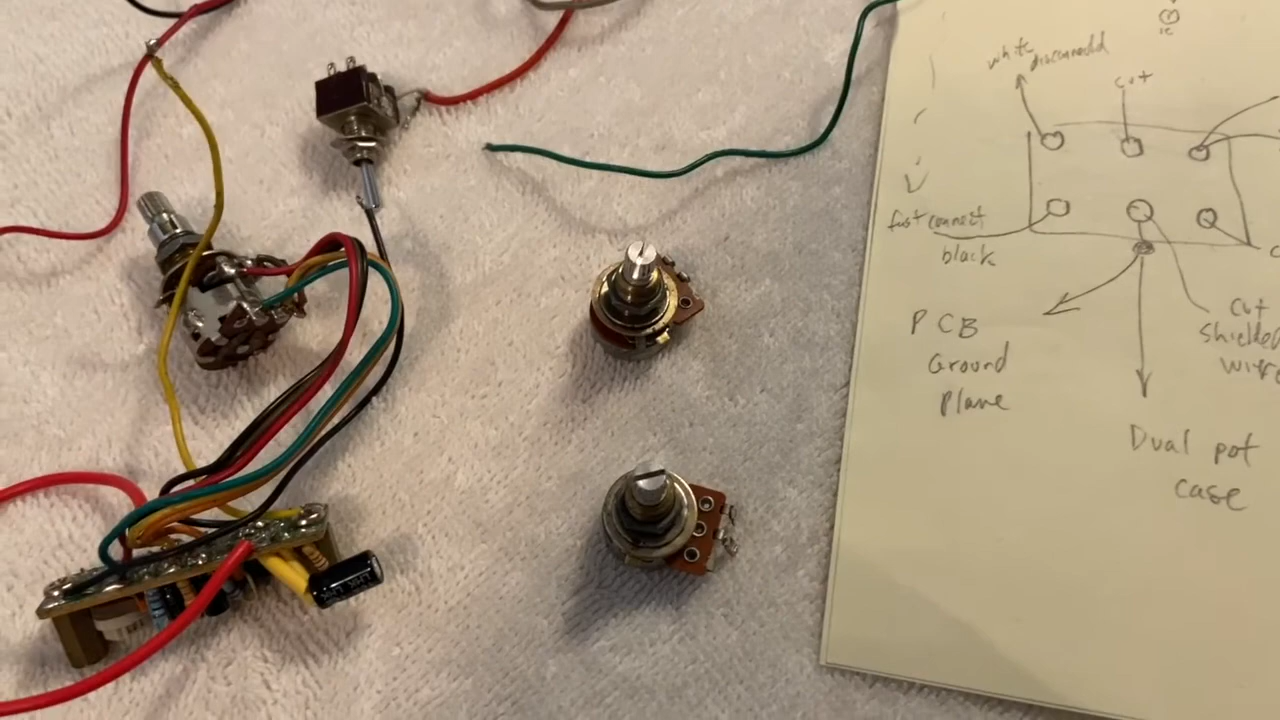 white disconnected
cut
fast connect
black
PCB
Ground
Plane
cut
shielded
wire
Dual pot
case